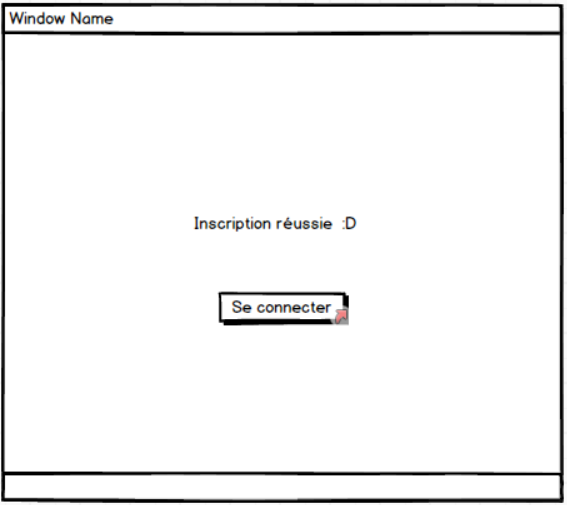 Window Name
Inscription réussie :D
Se connecter